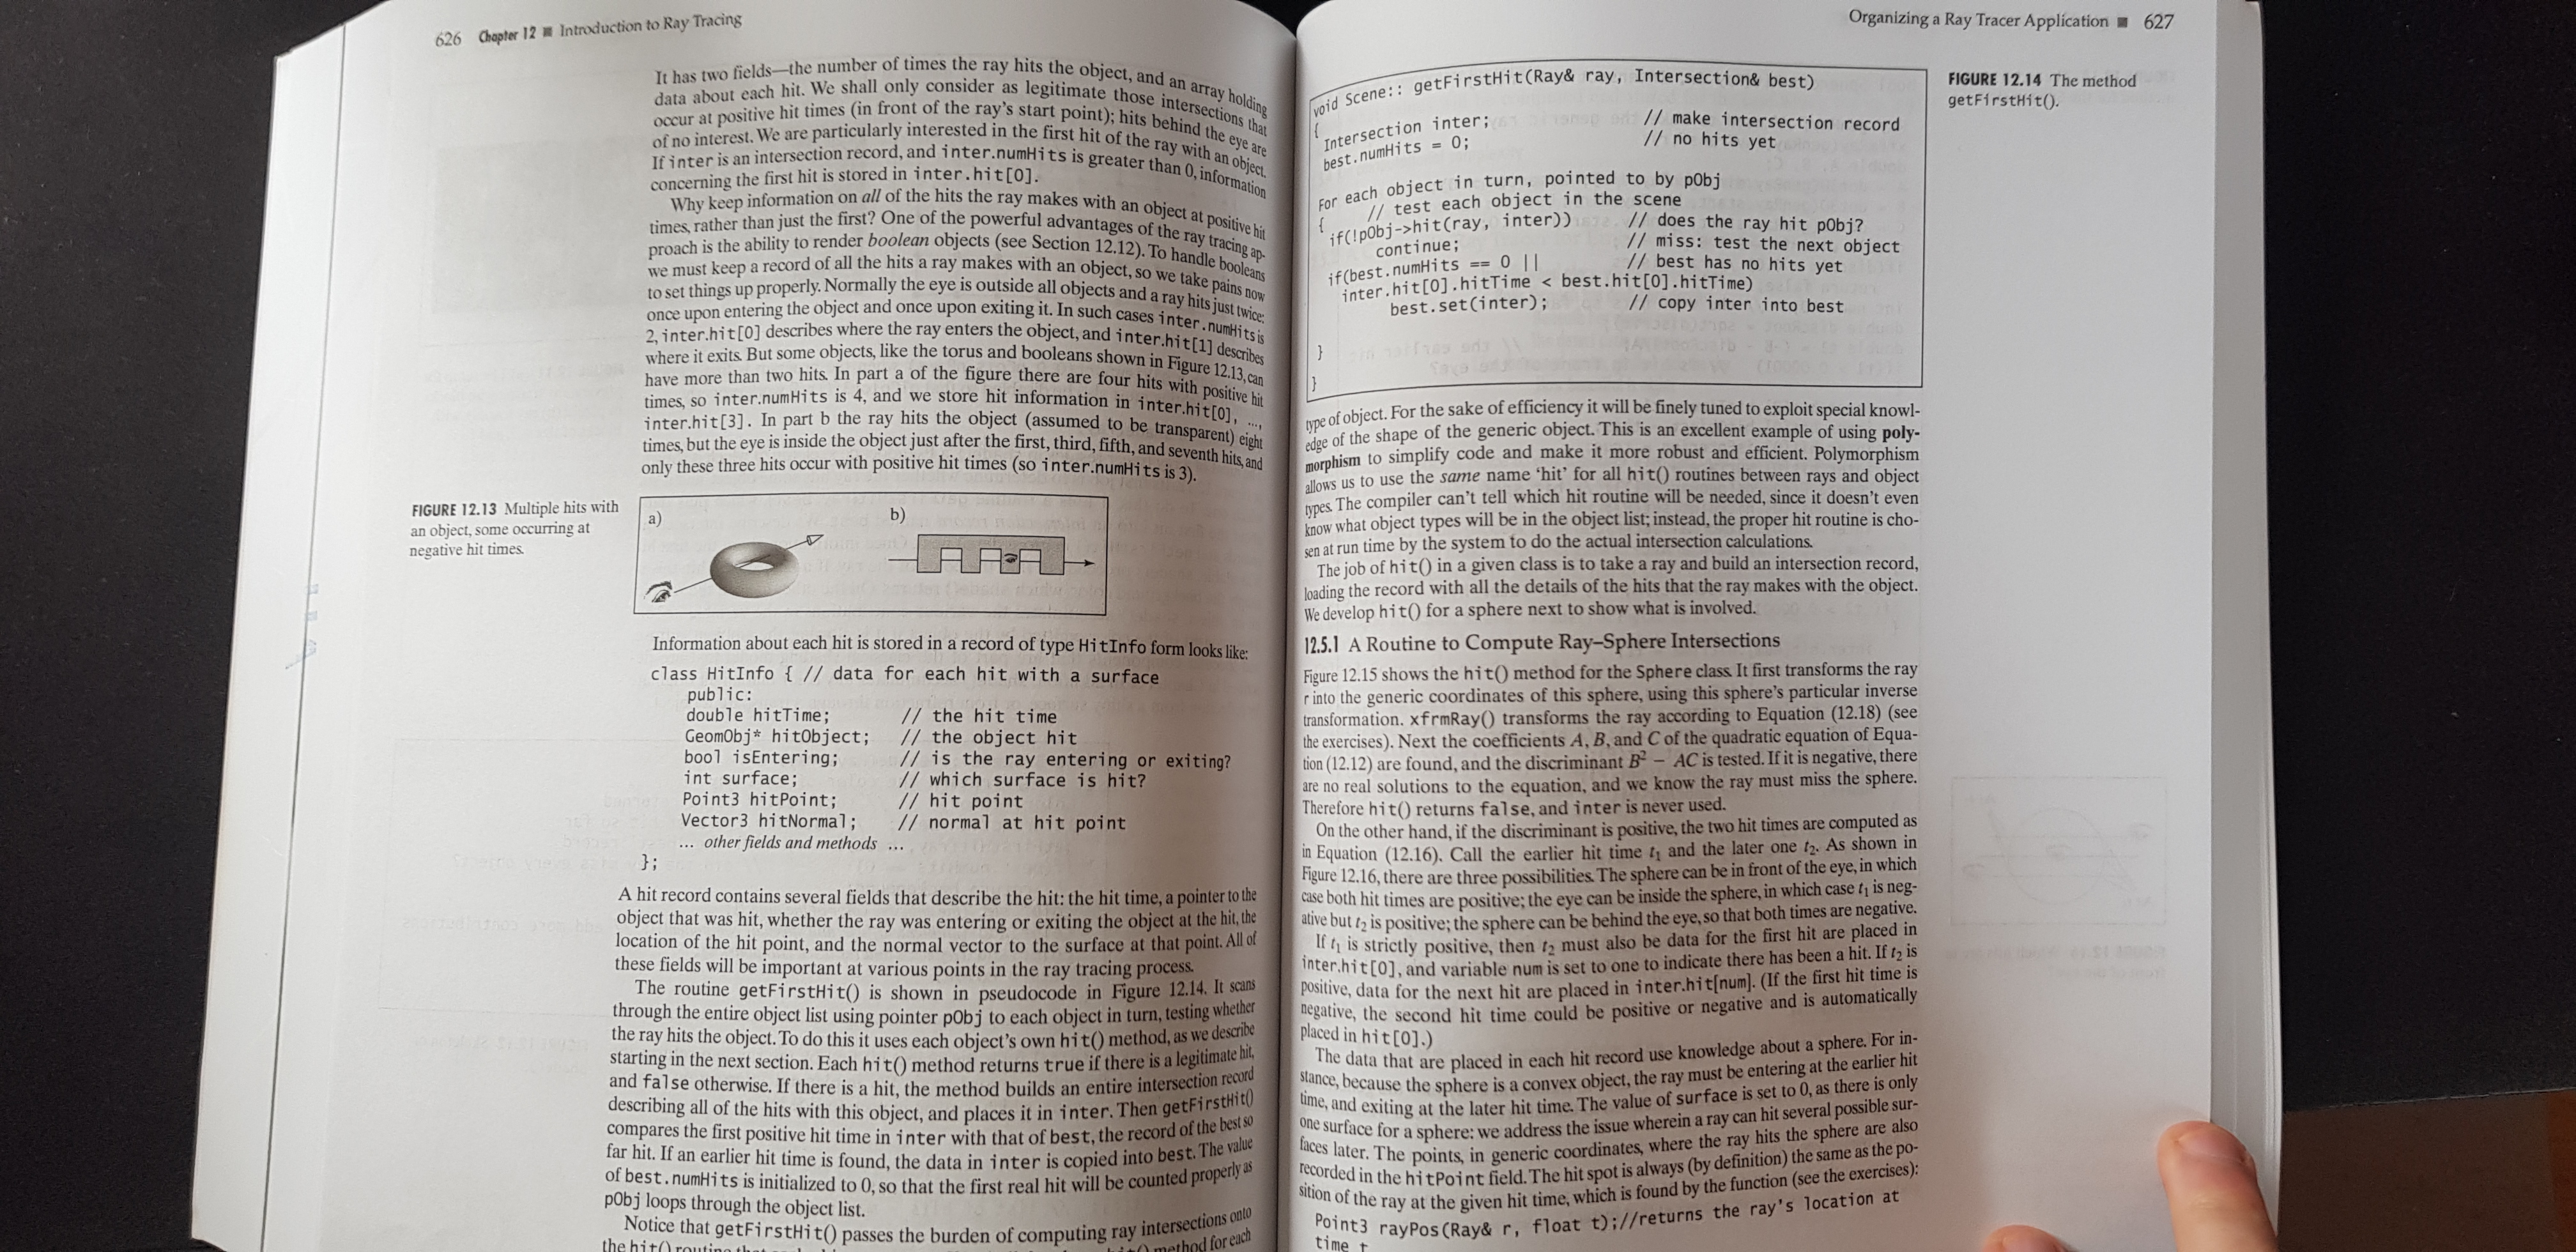 626 Chapter 12 ■ Introduction to Ray Tracing
It has two fields—the number of times the ray hits the object, and an array holding
data about each hit. We shall only consider as legitimate those intersections that
occur at positive hit times (in front of the ray's start point); hits behind the eye are
of no interest. We are particularly interested in the first hit of the ray with an object.
If inter is an intersection record, and inter.numHits is greater than 0, information
concerning the first hit is stored in inter.hit[0].
Why keep information on all of the hits the ray makes with an object at positive hit
times, rather than just the first? One of the powerful advantages of the ray tracing ap-
proach is the ability to render boolean objects (see Section 12.12). To handle booleans
we must keep a record of all the hits a ray makes with an object, so we take pains now
to set things up properly. Normally the eye is outside all objects and a ray hits just twice:
once upon entering the object and once upon exiting it. In such cases inter.numHits is
2, inter.hit[0] describes where the ray enters the object, and inter.hit[1] describes
where it exits. But some objects, like the torus and booleans shown in Figure 12.13, can
have more than two hits. In part a of the figure there are four hits with positive hit
times, so inter.numHits is 4, and we store hit information in inter.hit[0], ...,
inter.hit[3]. In part b the ray hits the object (assumed to be transparent) eight
times, but the eye is inside the object just after the first, third, fifth, and seventh hits, and
only these three hits occur with positive hit times (so inter.numHits is 3).
FIGURE 12.13 Multiple hits with
an object, some occurring at
negative hit times.
a)
b)
Information about each hit is stored in a record of type HitInfo form looks like:
class HitInfo { // data for each hit with a surface
public:
double hitTime; // the hit time
GeomObj* hitObject; // the object hit
bool isEntering; // is the ray entering or exiting?
int surface; // which surface is hit?
Point3 hitPoint; // hit point
Vector3 hitNormal; // normal at hit point
... other fields and methods ...
};
A hit record contains several fields that describe the hit: the hit time, a pointer to the
object that was hit, whether the ray was entering or exiting the object at the hit, the
location of the hit point, and the normal vector to the surface at that point. All of
these fields will be important at various points in the ray tracing process.
The routine getFirstHit() is shown in pseudocode in Figure 12.14. It scans
through the entire object list using pointer pObj to each object in turn, testing whether
the ray hits the object. To do this it uses each object's own hit() method, as we describe
starting in the next section. Each hit() method returns true if there is a legitimate hit,
and false otherwise. If there is a hit, the method builds an entire intersection record
describing all of the hits with this object, and places it in inter. Then getFirstHit()
compares the first positive hit time in inter with that of best, the record of the best so
far hit. If an earlier hit time is found, the data in inter is copied into best. The value
of best.numHits is initialized to 0, so that the first real hit will be counted properly as
pObj loops through the object list.
Notice that getFirstHit() passes the burden of computing ray intersections onto
the hit() method for each
Organizing a Ray Tracer Application ■ 627
void Scene:: getFirstHit(Ray& ray, Intersection& best)
{
Intersection inter; // make intersection record
best.numHits = 0; // no hits yet
For each object in turn, pointed to by pObj
{ // test each object in the scene
if(!pObj->hit(ray, inter)) // does the ray hit pObj?
continue; // miss: test the next object
if(best.numHits == 0 || // best has no hits yet
inter.hit[0].hitTime < best.hit[0].hitTime)
best.set(inter); // copy inter into best
}
}
FIGURE 12.14 The method
getFirstHit().
type of object. For the sake of efficiency it will be finely tuned to exploit special knowl-
edge of the shape of the generic object. This is an excellent example of using poly-
morphism to simplify code and make it more robust and efficient. Polymorphism
allows us to use the same name 'hit' for all hit() routines between rays and object
types. The compiler can't tell which hit routine will be needed, since it doesn't even
know what object types will be in the object list; instead, the proper hit routine is cho-
sen at run time by the system to do the actual intersection calculations.
The job of hit() in a given class is to take a ray and build an intersection record,
loading the record with all the details of the hits that the ray makes with the object.
We develop hit() for a sphere next to show what is involved.
12.5.1 A Routine to Compute Ray–Sphere Intersections
Figure 12.15 shows the hit() method for the Sphere class. It first transforms the ray
r into the generic coordinates of this sphere, using this sphere's particular inverse
transformation. xfrmRay() transforms the ray according to Equation (12.18) (see
the exercises). Next the coefficients A, B, and C of the quadratic equation of Equa-
tion (12.12) are found, and the discriminant B² − AC is tested. If it is negative, there
are no real solutions to the equation, and we know the ray must miss the sphere.
Therefore hit() returns false, and inter is never used.
On the other hand, if the discriminant is positive, the two hit times are computed as
in Equation (12.16). Call the earlier hit time t₁ and the later one t₂. As shown in
Figure 12.16, there are three possibilities. The sphere can be in front of the eye, in which
case both hit times are positive; the eye can be inside the sphere, in which case t₁ is neg-
ative but t₂ is positive; the sphere can be behind the eye, so that both times are negative.
If t₁ is strictly positive, then t₂ must also be data for the first hit are placed in
inter.hit[0], and variable num is set to one to indicate there has been a hit. If t₂ is
positive, data for the next hit are placed in inter.hit[num]. (If the first hit time is
negative, the second hit time could be positive or negative and is automatically
placed in hit[0].)
The data that are placed in each hit record use knowledge about a sphere. For in-
stance, because the sphere is a convex object, the ray must be entering at the earlier hit
time, and exiting at the later hit time. The value of surface is set to 0, as there is only
one surface for a sphere: we address the issue wherein a ray can hit several possible sur-
faces later. The points, in generic coordinates, where the ray hits the sphere are also
recorded in the hitPoint field. The hit spot is always (by definition) the same as the po-
sition of the ray at the given hit time, which is found by the function (see the exercises):
Point3 rayPos(Ray& r, float t);//returns the ray's location at
time t